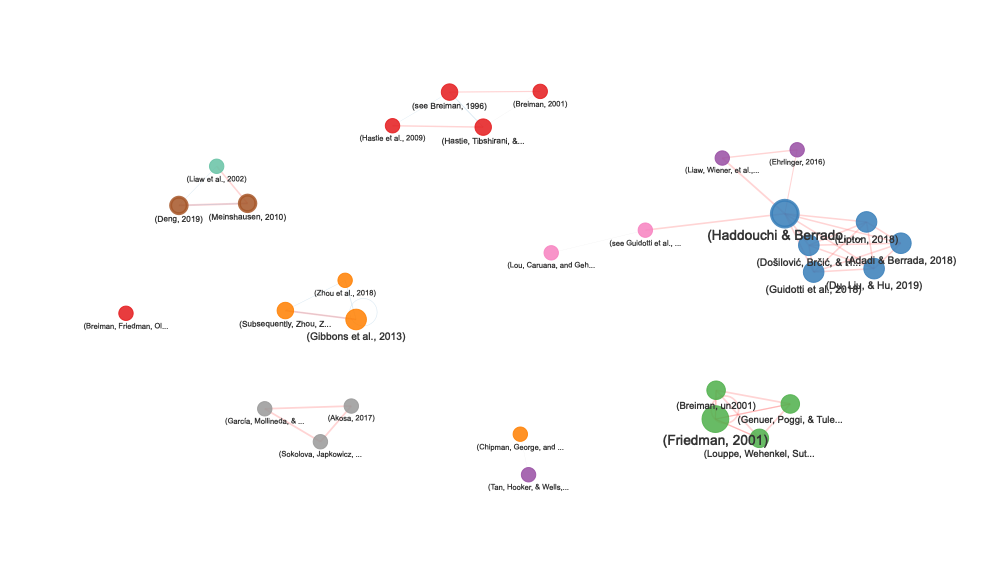 (see Breiman, 1996)
(Breiman, 2001)
(Hastie et al., 2009)
(Hastie, Tibshirani, &...
(Liaw, Wiener, et al.,...
(Ehrlinger, 2016)
(Liaw et al., 2002)
(Deng, 2019)
(Meinshausen, 2010)
(Haddouchi & Berrado,
(Lipton, 2018)
(see Guidotti et al., ...
(Lou, Caruana, and Geh...
(Došilović, Brčić, & H...
(Adadi & Berrada, 2018)
(Guidotti et al., 2018)
(Du, Liu, & Hu, 2019)
(Zhou et al., 2018)
(Breiman, Friedman, Ol...
(Subsequently, Zhou, Z...
(Gibbons et al., 2013)
(Breiman, un2001)
(Genuer, Poggi, & Tule...
(Friedman, 2001)
(Louppe, Wehenkel, Sut...
(García, Mollineda, & ...
(Akosa, 2017)
(Sokolova, Japkowicz, ...
(Chipman, George, and ...
(Tan, Hooker, & Wells,...